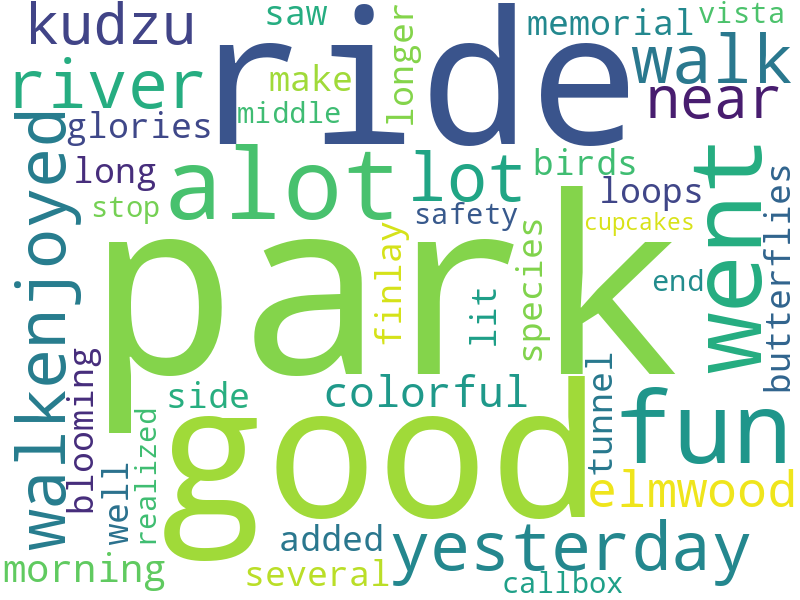 kudzu
ride
saw
memorial
vista
river
make
longer
walk
near
middle
glories
long
alot
lot
birds
loops
stop
safety
cupcakes
went
butterflies
walkenjoyed
park
finlay
lit
species
end
blooming
side
colorful
tunnel
fun
good
well
realized
elmwood
added
yesterday
morning
several
callbox